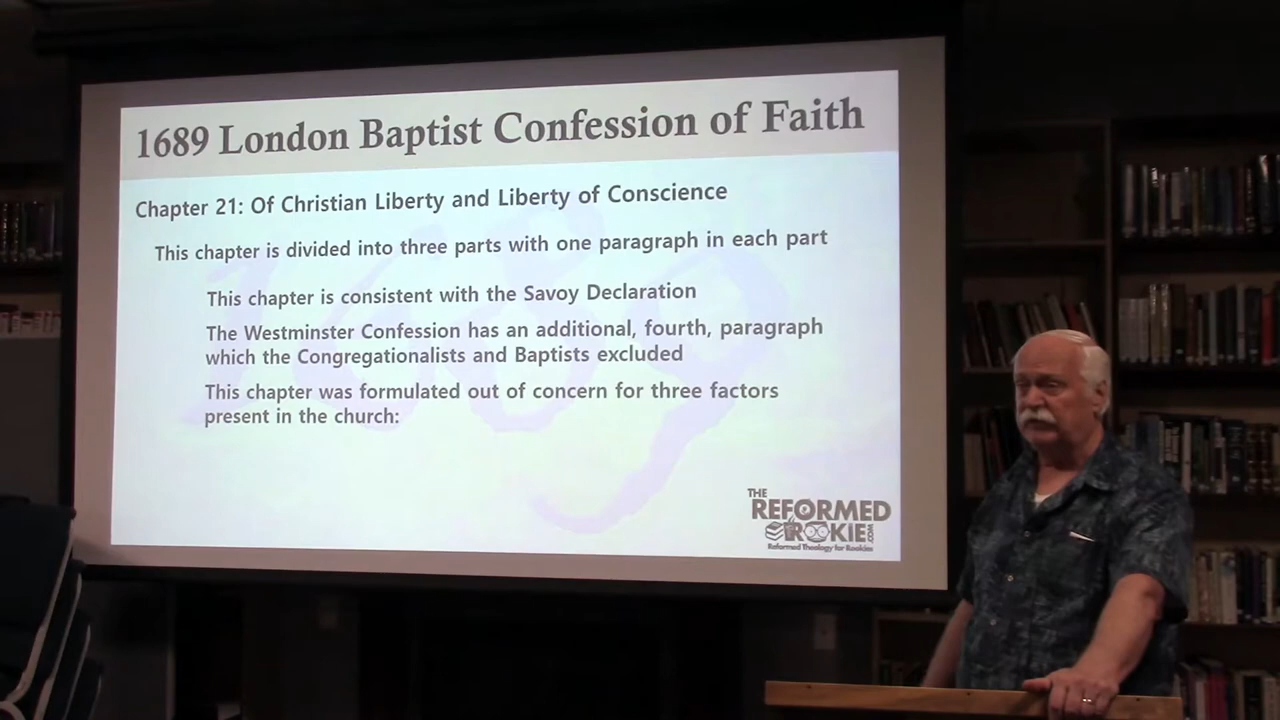 1689 London Baptist Confession of Faith
Chapter 21: Of Christian Liberty and Liberty of Conscience
This chapter is divided into three parts with one paragraph in each part
This chapter is consistent with the Savoy Declaration
The Westminster Confession has an additional, fourth, paragraph
which the Congregationalists and Baptists excluded
This chapter was formulated out of concern for three factors
present in the church:
THE
REFORMED
ROOKIE.COM
Reformed Theology for Rookies